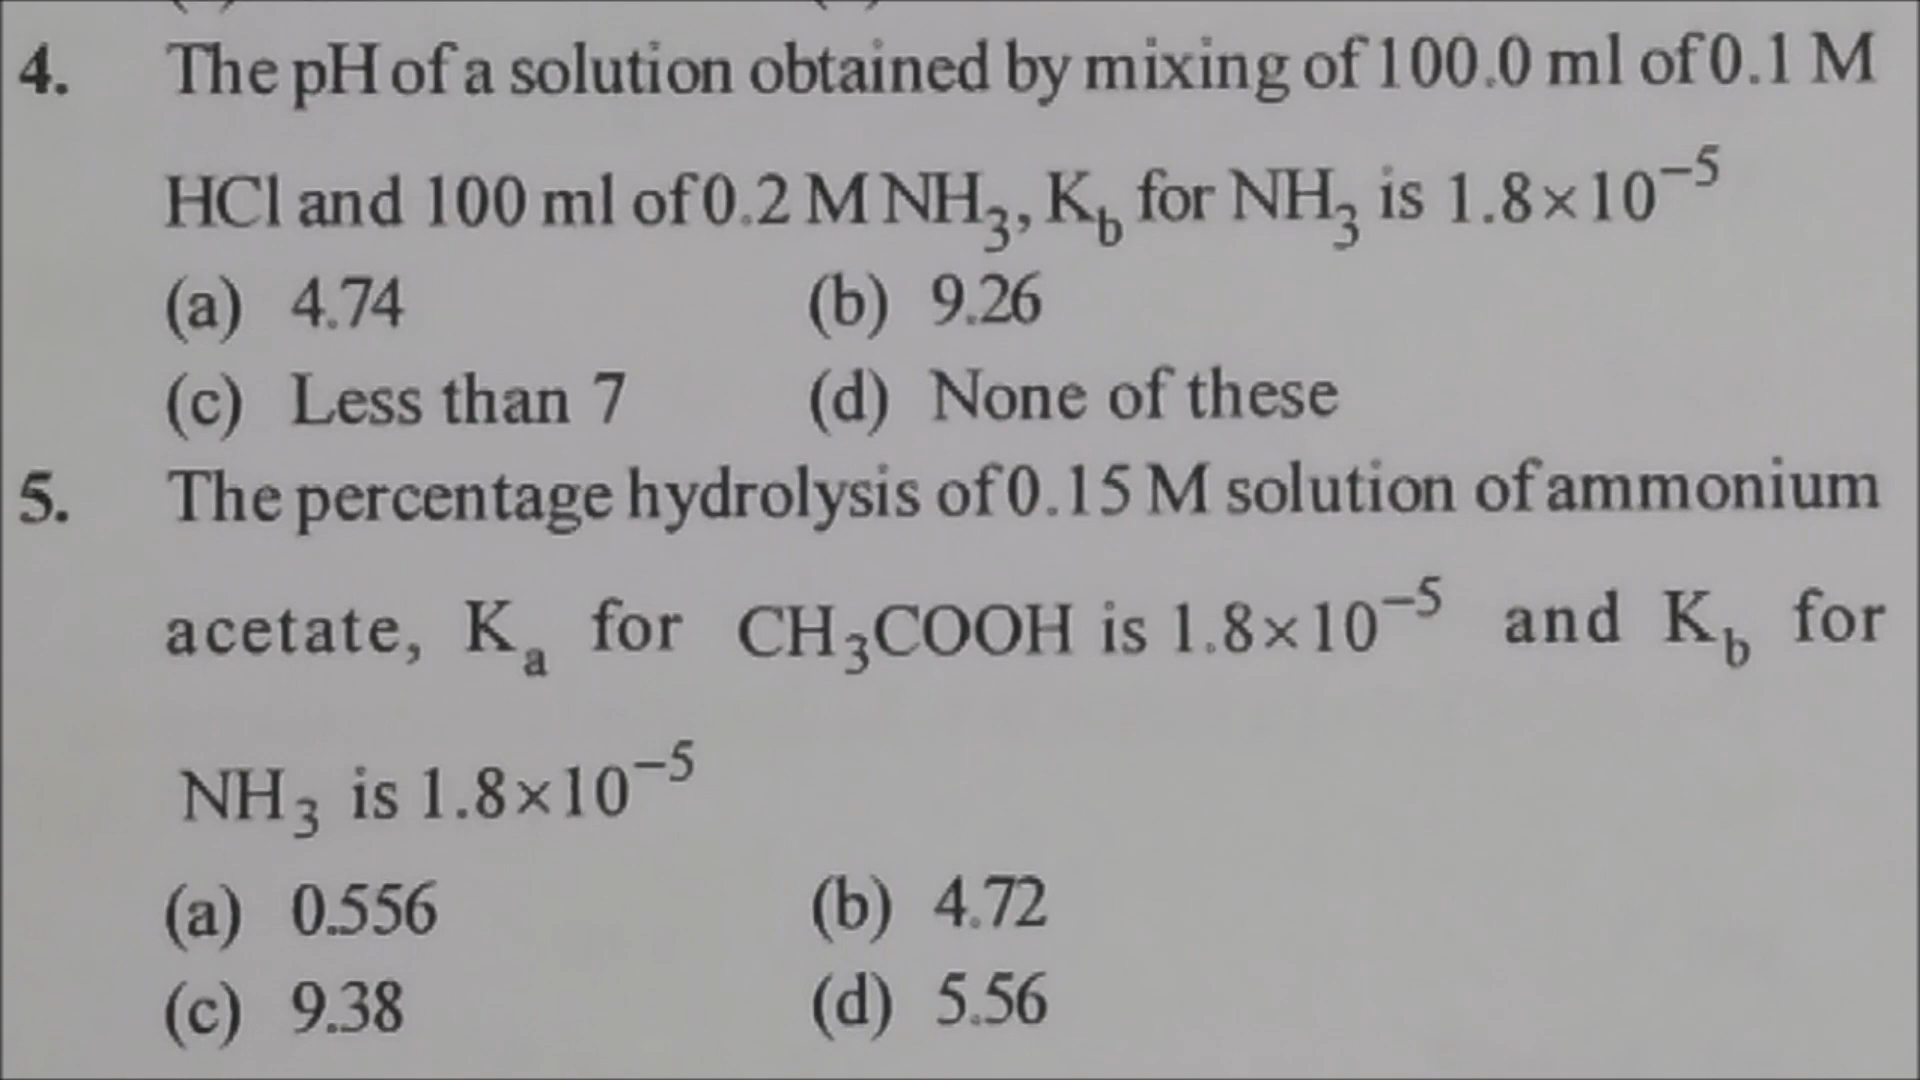 4. The pH of a solution obtained by mixing of 100.0 ml of 0.1 M
HCl and 100 ml of 0.2 M NH₃, K_b for NH₃ is 1.8×10⁻⁵
(a) 4.74 (b) 9.26
(c) Less than 7 (d) None of these
5. The percentage hydrolysis of 0.15 M solution of ammonium
acetate, Kₐ for CH₃COOH is 1.8×10⁻⁵ and K_b for
NH₃ is 1.8×10⁻⁵
(a) 0.556 (b) 4.72
(c) 9.38 (d) 5.56